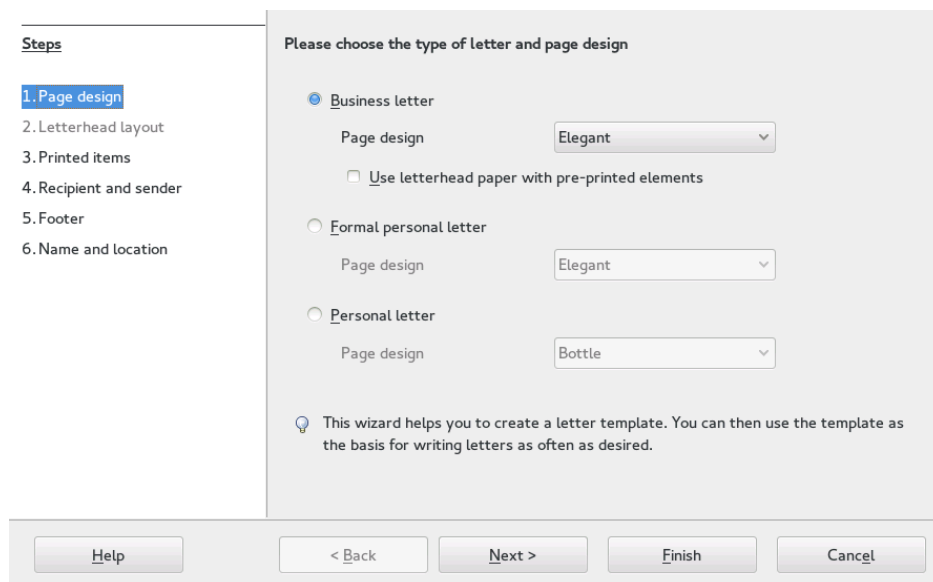 Steps
1. Page design
2. Letterhead layout
3. Printed items
4. Recipient and sender
5. Footer
6. Name and location
Please choose the type of letter and page design
Business letter
Page design Elegant
Use letterhead paper with pre-printed elements
Formal personal letter
Page design Elegant
Personal letter
Page design Bottle
This wizard helps you to create a letter template. You can then use the template as
the basis for writing letters as often as desired.
Help < Back Next > Finish Cancel